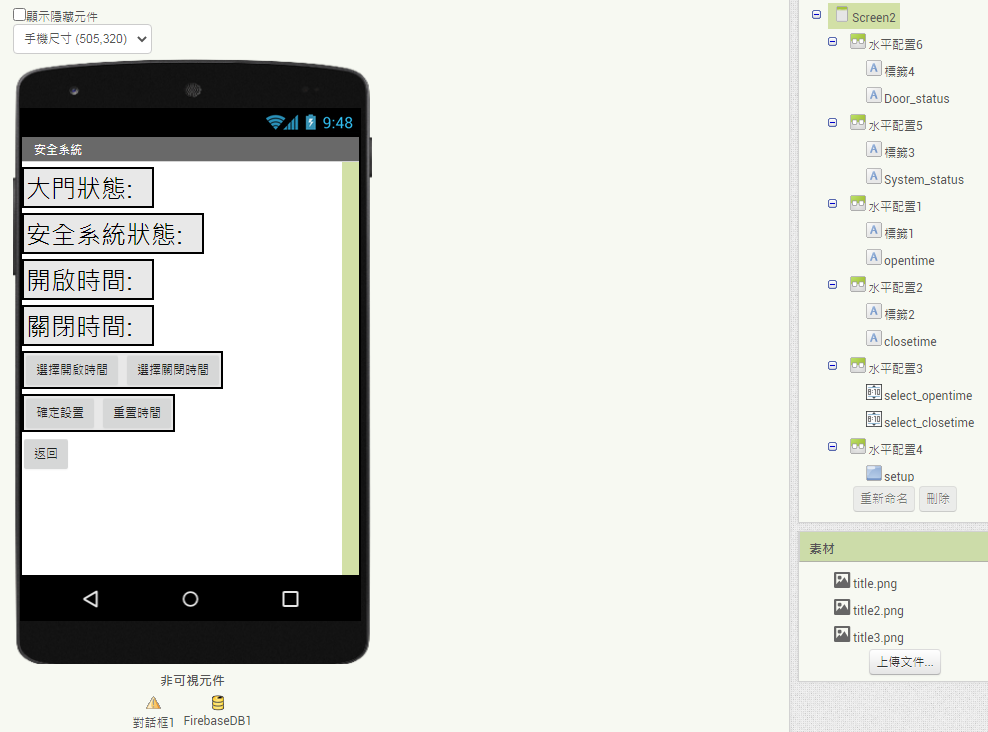 顯示隱藏元件
手機尺寸 (505,320)
9:48
安全系統
大門狀態:
安全系統狀態:
開啟時間:
關閉時間:
選擇開啟時間 選擇關閉時間
確定設置 重置時間
返回
非可視元件
對話框1 FirebaseDB1
Screen2
水平配置6
標籤4
Door_status
水平配置5
標籤3
System_status
水平配置1
標籤1
opentime
水平配置2
標籤2
closetime
水平配置3
select_opentime
select_closetime
水平配置4
setup
重新命名 刪除
素材
title.png
title2.png
title3.png
上傳文件...